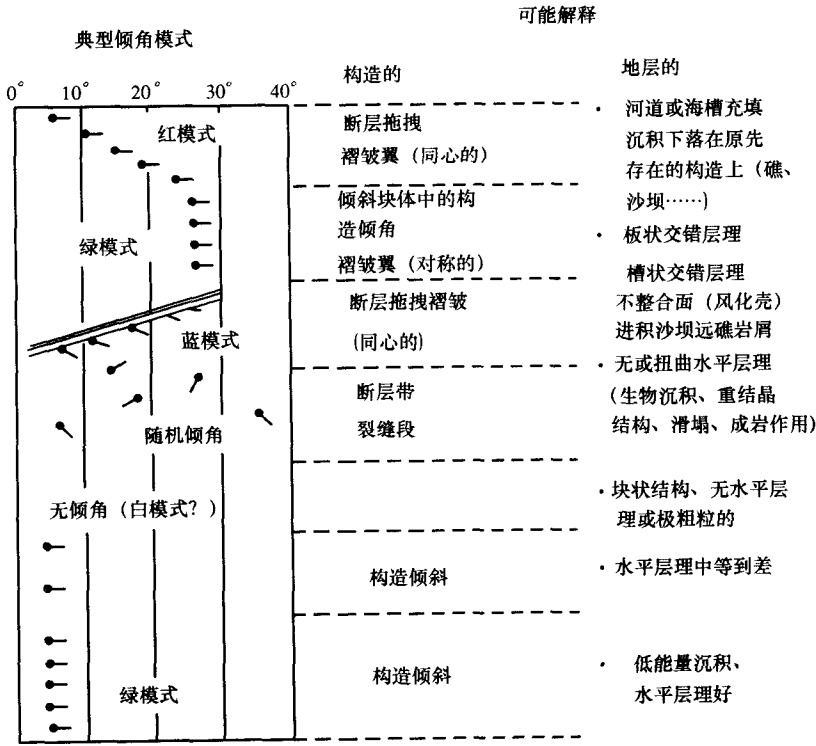 可能解释
典型倾角模式
构造的
地层的
0° 10° 20° 30° 40°
红模式
断层拖拽
褶皱翼（同心的）
· 河道或海槽充填
沉积下落在原先
存在的构造上（礁、
沙坝……）
绿模式
倾斜块体中的构
造倾角
褶皱翼（对称的）
· 板状交错层理
槽状交错层理
蓝模式
断层拖拽褶皱
(同心的)
不整合面（风化壳）
进积沙坝远礁岩屑
随机倾角
断层带
裂缝段
· 无或扭曲水平层理
（生物沉积、重结晶
结构、滑塌、成岩作用）
无倾角（白模式?）
· 块状结构、无水平层
理或极粗粒的
构造倾斜
· 水平层理中等到差
绿模式
构造倾斜
· 低能量沉积、
水平层理好